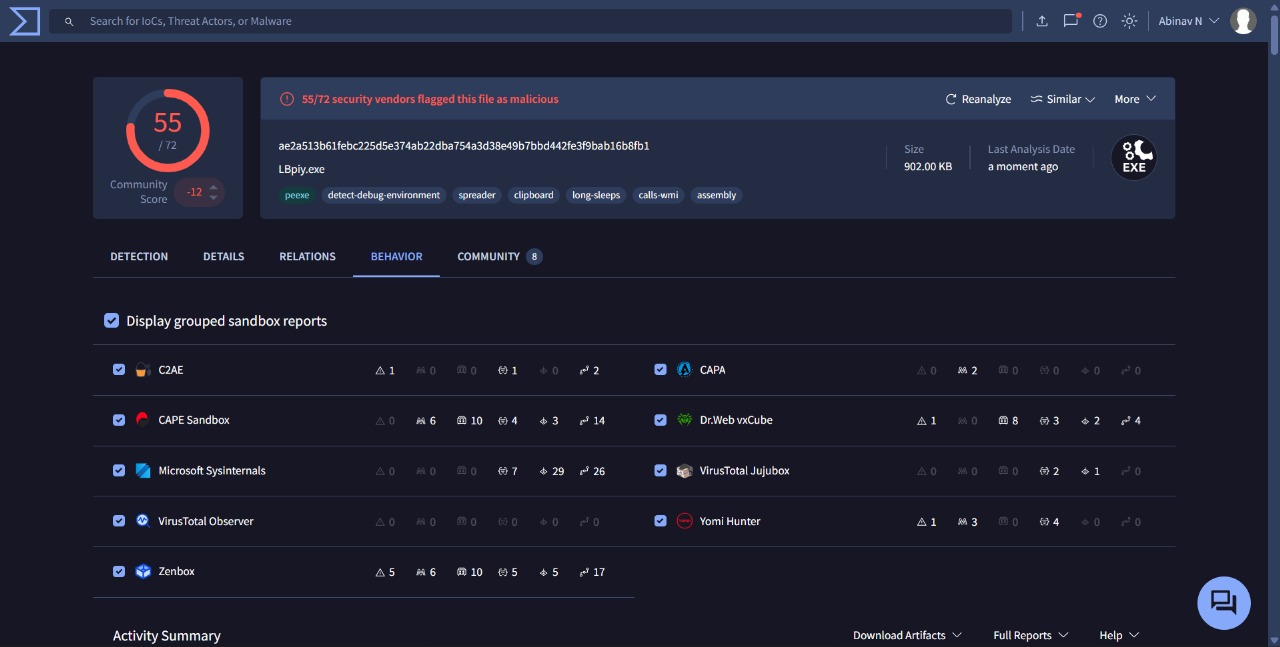 Search for IoCs, Threat Actors, or Malware
Abinav N
55
/ 72
Community Score
-12
55/72 security vendors flagged this file as malicious
Reanalyze
Similar
More
ae2a513b61febc225d5e374ab22dba754a3d38e49b7bbd442fe3f9bab16b8fb1
LBpiy.exe
peexe detect-debug-environment spreader clipboard long-sleeps calls-wmi assembly
Size
902.00 KB
Last Analysis Date
a moment ago
EXE
DETECTION DETAILS RELATIONS BEHAVIOR COMMUNITY 8
Display grouped sandbox reports
C2AE 1 0 0 1 0 2
CAPA 0 2 0 0 0 0
CAPE Sandbox 0 6 10 4 3 14
Dr.Web vxCube 1 0 8 3 2 4
Microsoft Sysinternals 0 0 0 7 29 26
VirusTotal Jujubox 0 0 0 2 1 0
VirusTotal Observer 0 0 0 0 0 0
Yomi Hunter 1 3 0 4 0 0
Zenbox 5 6 10 5 5 17
Activity Summary
Download Artifacts
Full Reports
Help